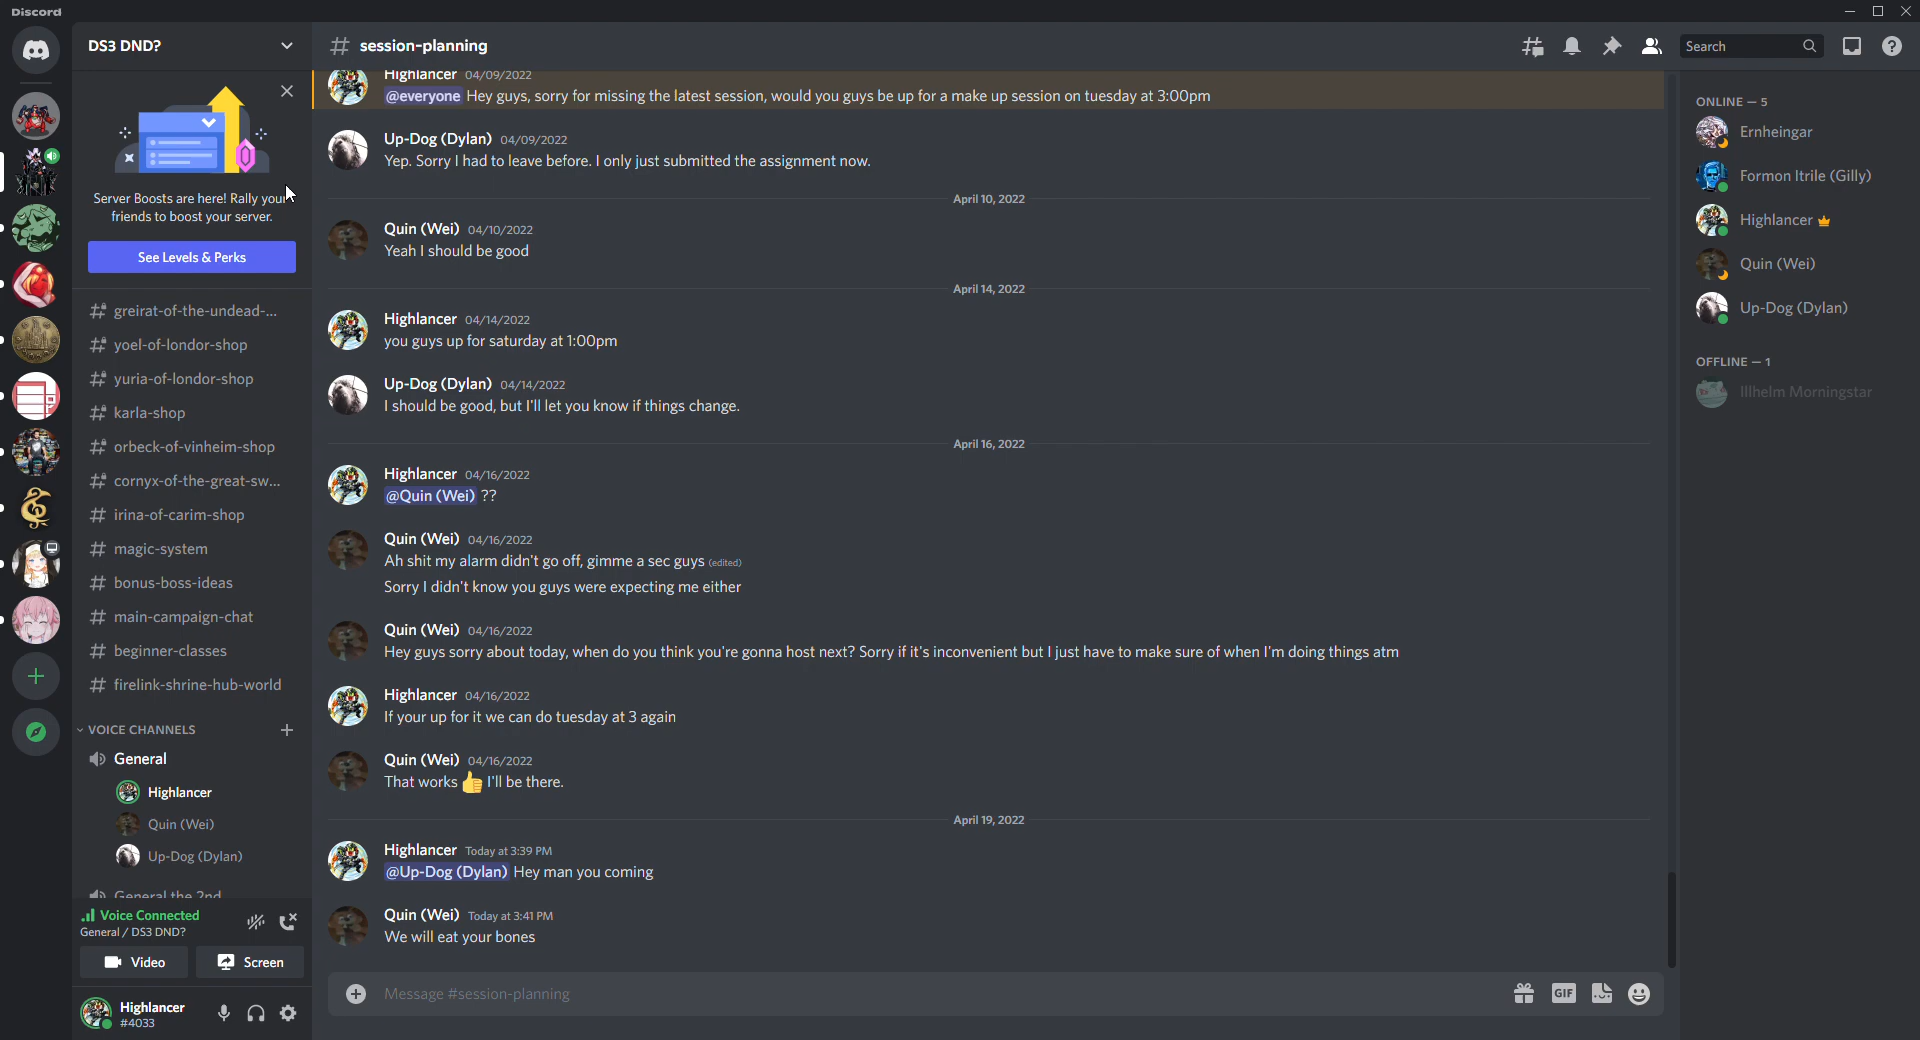 Discord
DS3 DND?
Server Boosts are here! Rally your
friends to boost your server.
See Levels & Perks
greirat-of-the-undead-...
yoel-of-londor-shop
yuria-of-londor-shop
karla-shop
orbeck-of-vinheim-shop
cornyx-of-the-great-sw...
irina-of-carim-shop
magic-system
bonus-boss-ideas
main-campaign-chat
beginner-classes
firelink-shrine-hub-world
VOICE CHANNELS
General
Highlancer
Quin (Wei)
Up-Dog (Dylan)
General the 2nd
Voice Connected
General / DS3 DND?
Video
Screen
Highlancer
#4033
session-planning
Search
Highlancer 04/09/2022
@everyone Hey guys, sorry for missing the latest session, would you guys be up for a make up session on tuesday at 3:00pm
Up-Dog (Dylan) 04/09/2022
Yep. Sorry I had to leave before. I only just submitted the assignment now.
April 10, 2022
Quin (Wei) 04/10/2022
Yeah I should be good
April 14, 2022
Highlancer 04/14/2022
you guys up for saturday at 1:00pm
Up-Dog (Dylan) 04/14/2022
I should be good, but I'll let you know if things change.
April 16, 2022
Highlancer 04/16/2022
@Quin (Wei) ??
Quin (Wei) 04/16/2022
Ah shit my alarm didn't go off, gimme a sec guys (edited)
Sorry I didn't know you guys were expecting me either
Quin (Wei) 04/16/2022
Hey guys sorry about today, when do you think you're gonna host next? Sorry if it's inconvenient but I just have to make sure of when I'm doing things atm
Highlancer 04/16/2022
If your up for it we can do tuesday at 3 again
Quin (Wei) 04/16/2022
That works 👍 I'll be there.
April 19, 2022
Highlancer Today at 3:39 PM
@Up-Dog (Dylan) Hey man you coming
Quin (Wei) Today at 3:41 PM
We will eat your bones
Message #session-planning
GIF
ONLINE — 5
Ernheingar
Formon Itrile (Gilly)
Highlancer
Quin (Wei)
Up-Dog (Dylan)
OFFLINE — 1
Illhelm Morningstar